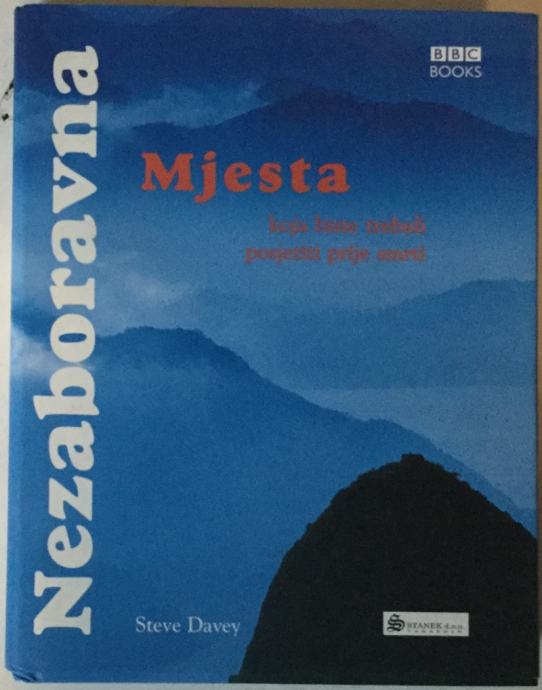 Nezaboravna
BBC
BOOKS
Mjesta
koja biste trebali
posjetiti prije smrti
Steve Davey
STANEK d.o.o.
VARAŽDIN